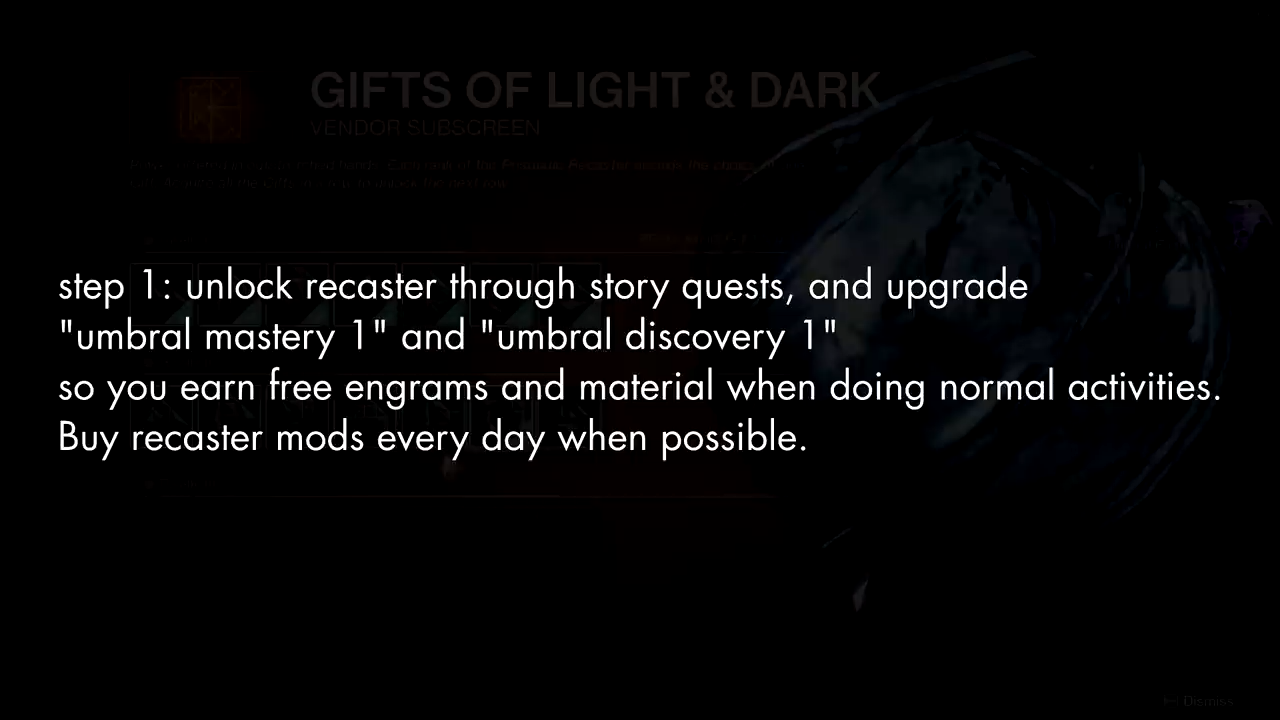 GIFTS OF LIGHT & DARK
VENDOR SUBSCREEN
step 1: unlock recaster through story quests, and upgrade
"umbral mastery 1" and "umbral discovery 1"
so you earn free engrams and material when doing normal activities.
Buy recaster mods every day when possible.
Dismiss